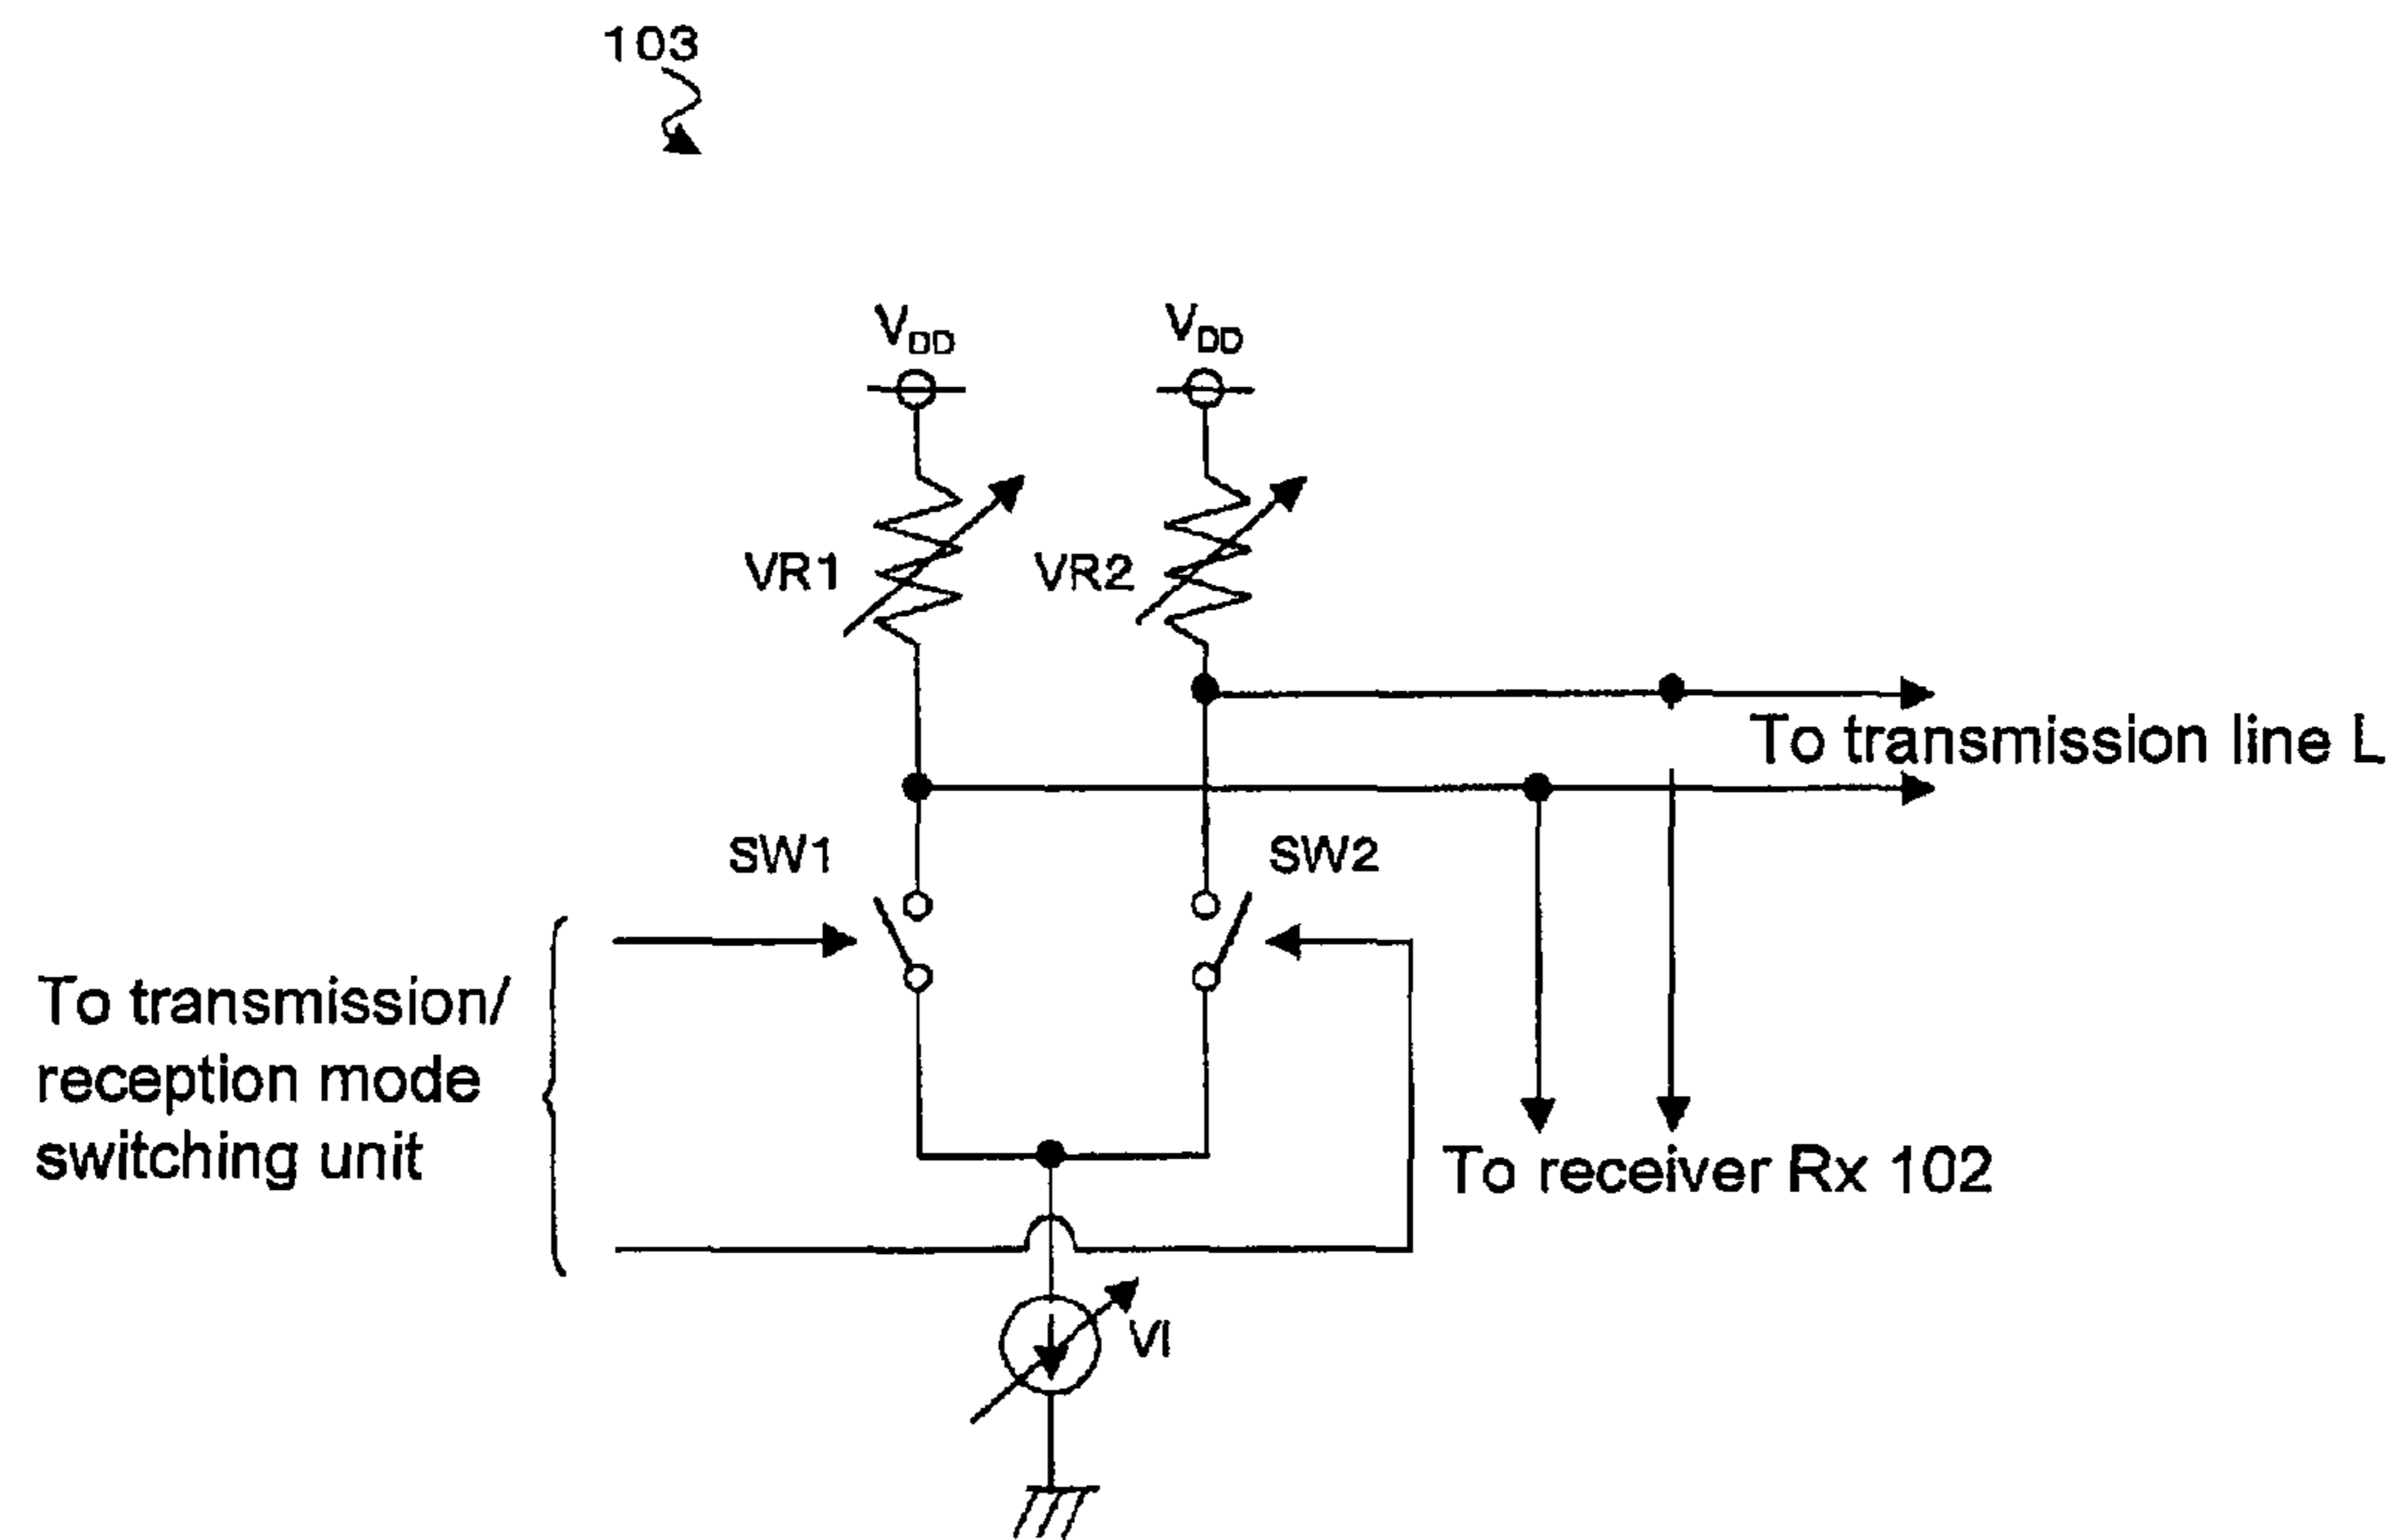 103
VDD
VDD
VR1
VR2
To transmission line L
SW1
SW2
To transmission/
reception mode
switching unit
To receiver Rx 102
VI